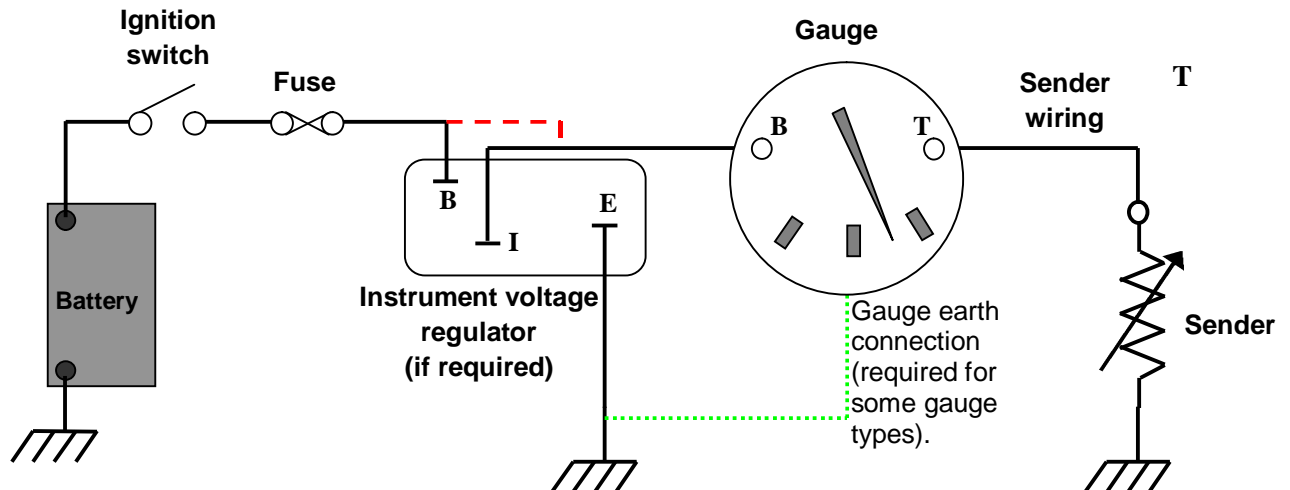 Ignition
switch
Fuse
Gauge
Sender
wiring
T
B
T
B
E
I
Battery
Instrument voltage
regulator
(if required)
Gauge earth
connection
(required for
some gauge
types).
Sender